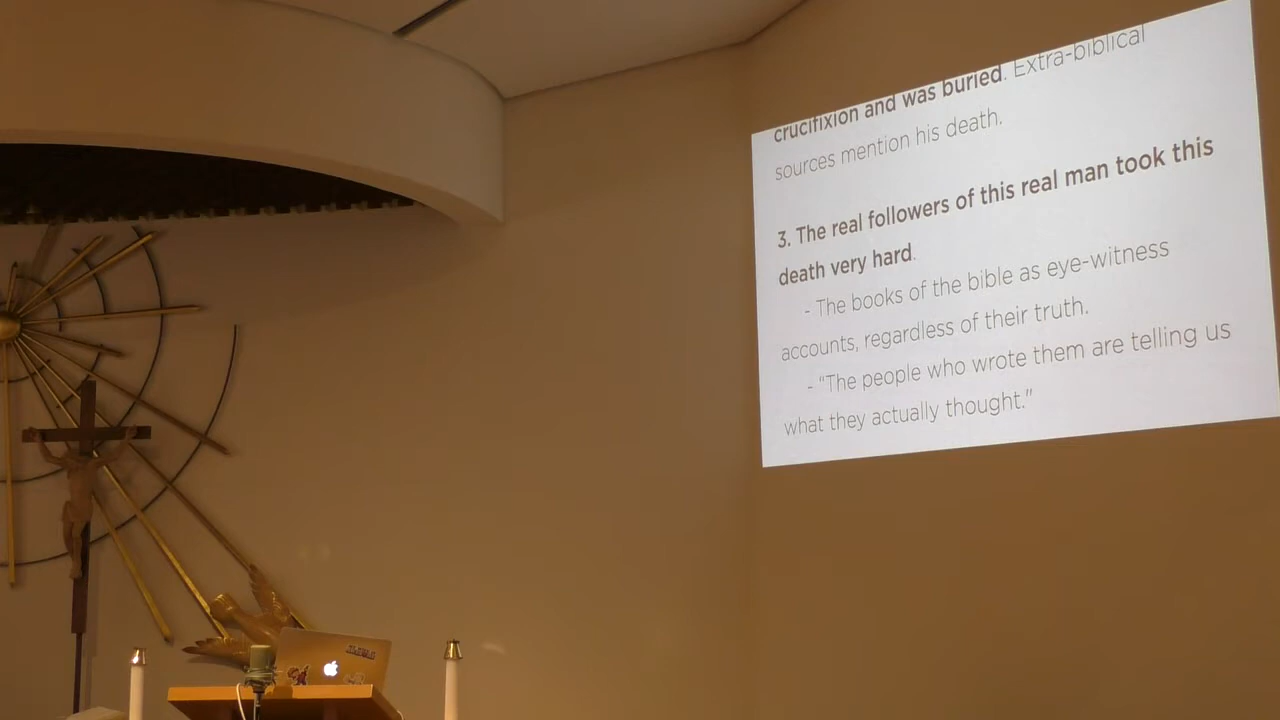 crucifixion and was buried. Extra-biblical
sources mention his death.
3. The real followers of this real man took this
death very hard.
- The books of the bible as eye-witness
accounts, regardless of their truth.
- “The people who wrote them are telling us
what they actually thought.”